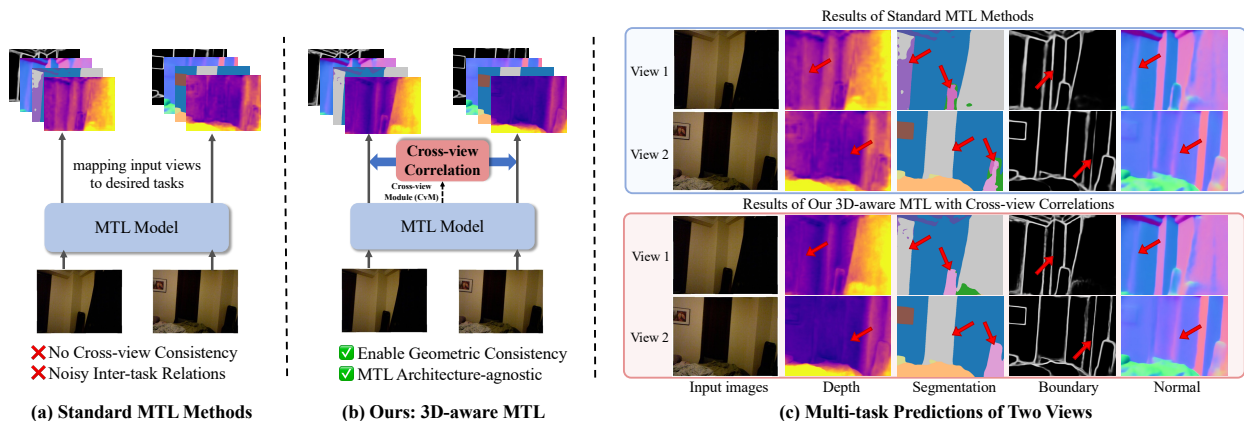 mapping input views
to desired tasks
MTL Model
❌ No Cross-view Consistency
❌ Noisy Inter-task Relations
(a) Standard MTL Methods
Cross-view
Correlation
Cross-view
Module (CvM)
MTL Model
✅ Enable Geometric Consistency
✅ MTL Architecture-agnostic
(b) Ours: 3D-aware MTL
Results of Standard MTL Methods
View 1
View 2
Results of Our 3D-aware MTL with Cross-view Correlations
View 1
View 2
Input images Depth Segmentation Boundary Normal
(c) Multi-task Predictions of Two Views